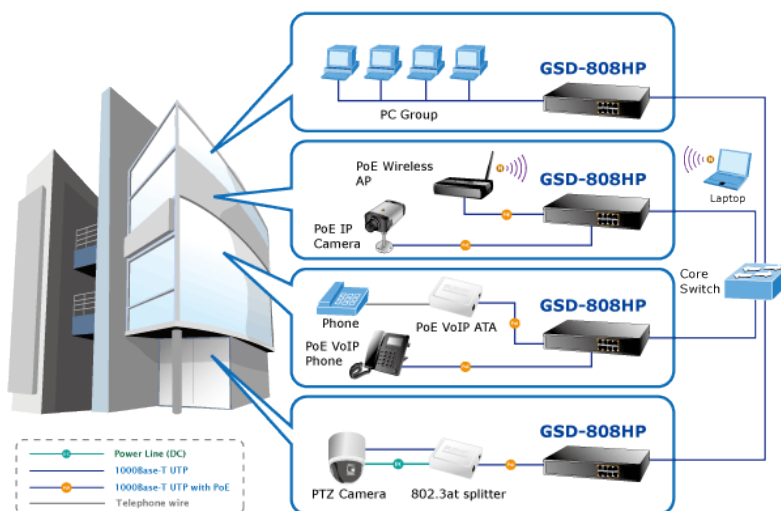 GSD-808HP
PC Group
PoE Wireless
AP
GSD-808HP
PoE IP
Camera
Laptop
Core
Switch
GSD-808HP
Phone
PoE VoIP ATA
PoE VoIP
Phone
GSD-808HP
PTZ Camera
802.3at splitter
DC
PoE
Power Line (DC)
1000Base-T UTP
1000Base-T UTP with PoE
Telephone wire